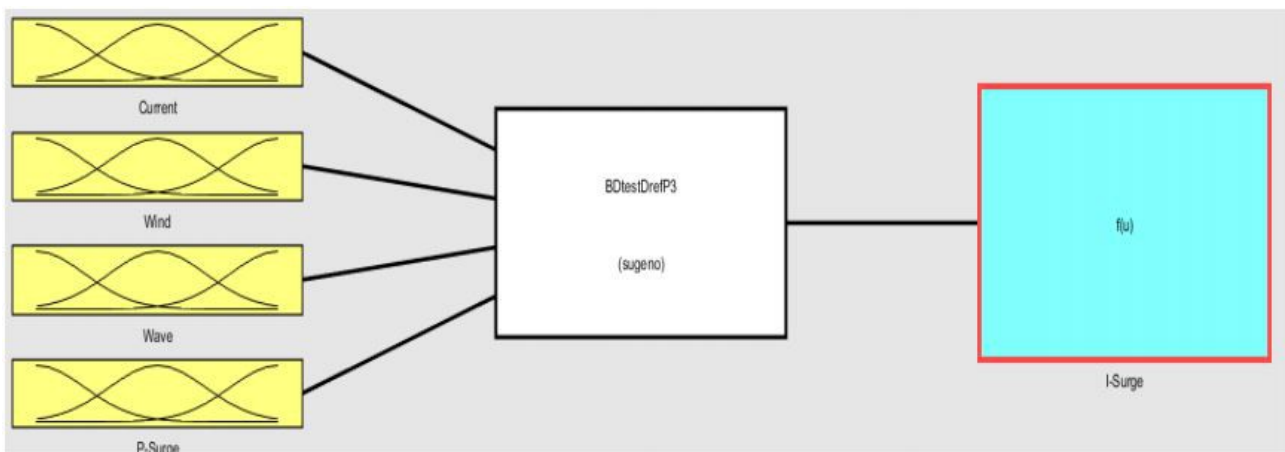 Current
Wind
Wave
P-Surge
BDtestDrefP3
(sugeno)
f(u)
I-Surge